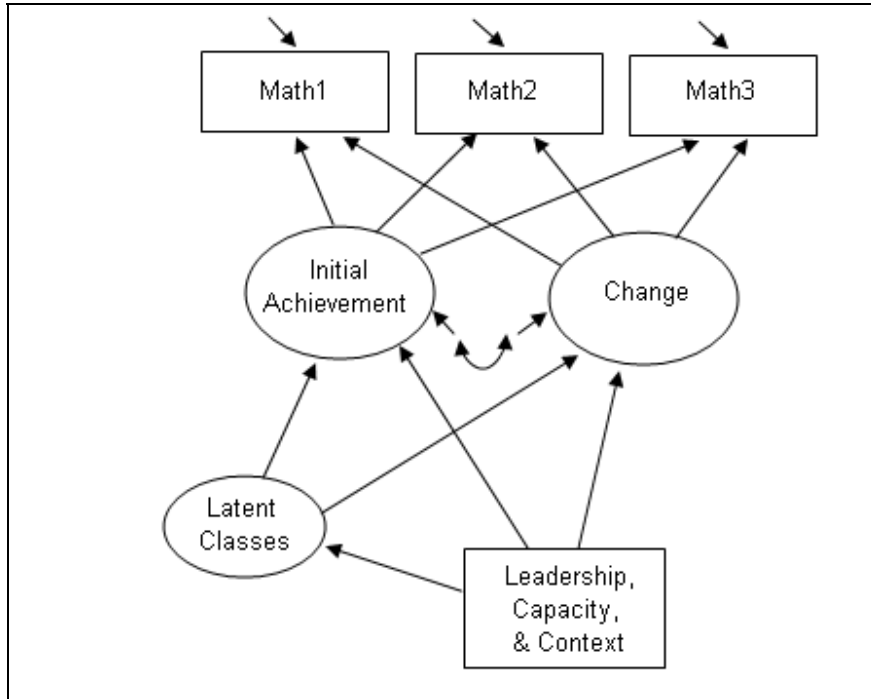 Math1
Math2
Math3
Initial
Achievement
Change
Latent
Classes
Leadership,
Capacity,
& Context